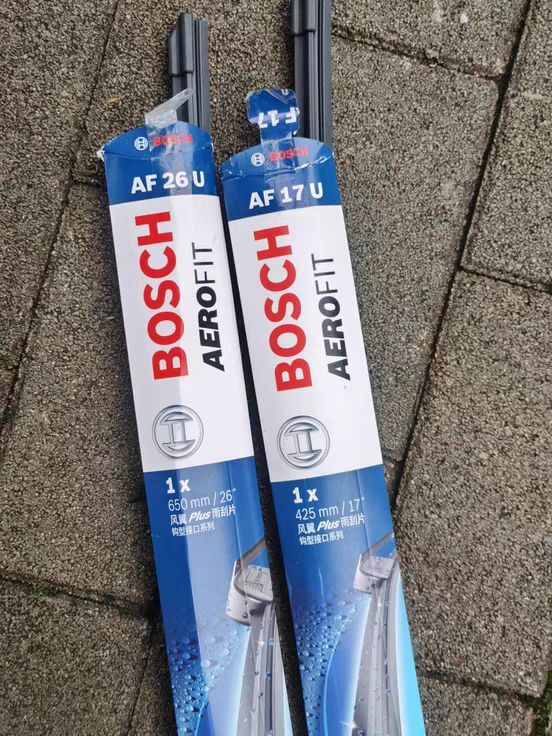 BOSCH
AF 26 U
BOSCH
AEROFIT
1 x
650 mm / 26"
风翼Plus雨刮片
钩型接口系列
F 17
BOSCH
AF 17 U
BOSCH
AEROFIT
1 x
425 mm / 17"
风翼Plus雨刮片
钩型接口系列